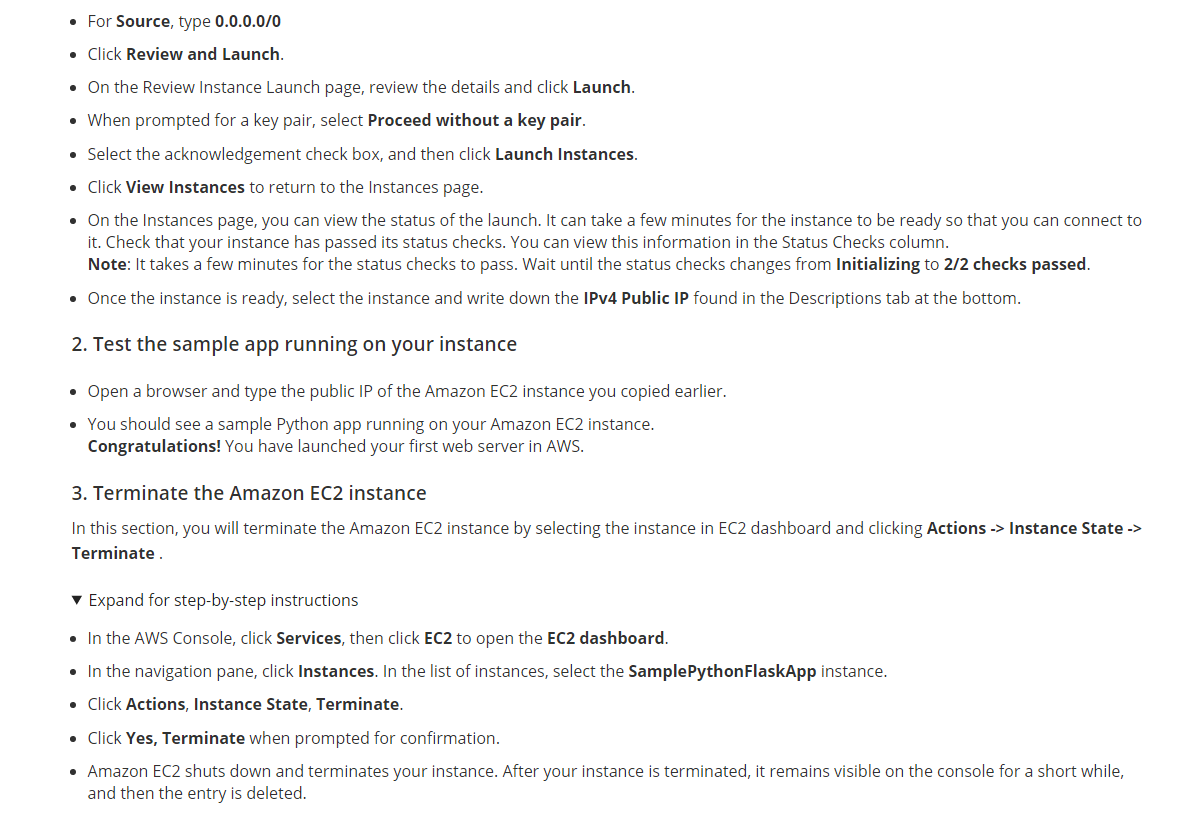 For Source, type 0.0.0.0/0
Click Review and Launch.
On the Review Instance Launch page, review the details and click Launch.
When prompted for a key pair, select Proceed without a key pair.
Select the acknowledgement check box, and then click Launch Instances.
Click View Instances to return to the Instances page.
On the Instances page, you can view the status of the launch. It can take a few minutes for the instance to be ready so that you can connect to
it. Check that your instance has passed its status checks. You can view this information in the Status Checks column.
Note: It takes a few minutes for the status checks to pass. Wait until the status checks changes from Initializing to 2/2 checks passed.
Once the instance is ready, select the instance and write down the IPv4 Public IP found in the Descriptions tab at the bottom.
2. Test the sample app running on your instance
Open a browser and type the public IP of the Amazon EC2 instance you copied earlier.
You should see a sample Python app running on your Amazon EC2 instance.
Congratulations! You have launched your first web server in AWS.
3. Terminate the Amazon EC2 instance
In this section, you will terminate the Amazon EC2 instance by selecting the instance in EC2 dashboard and clicking Actions -> Instance State ->
Terminate .
Expand for step-by-step instructions
In the AWS Console, click Services, then click EC2 to open the EC2 dashboard.
In the navigation pane, click Instances. In the list of instances, select the SamplePythonFlaskApp instance.
Click Actions, Instance State, Terminate.
Click Yes, Terminate when prompted for confirmation.
Amazon EC2 shuts down and terminates your instance. After your instance is terminated, it remains visible on the console for a short while,
and then the entry is deleted.